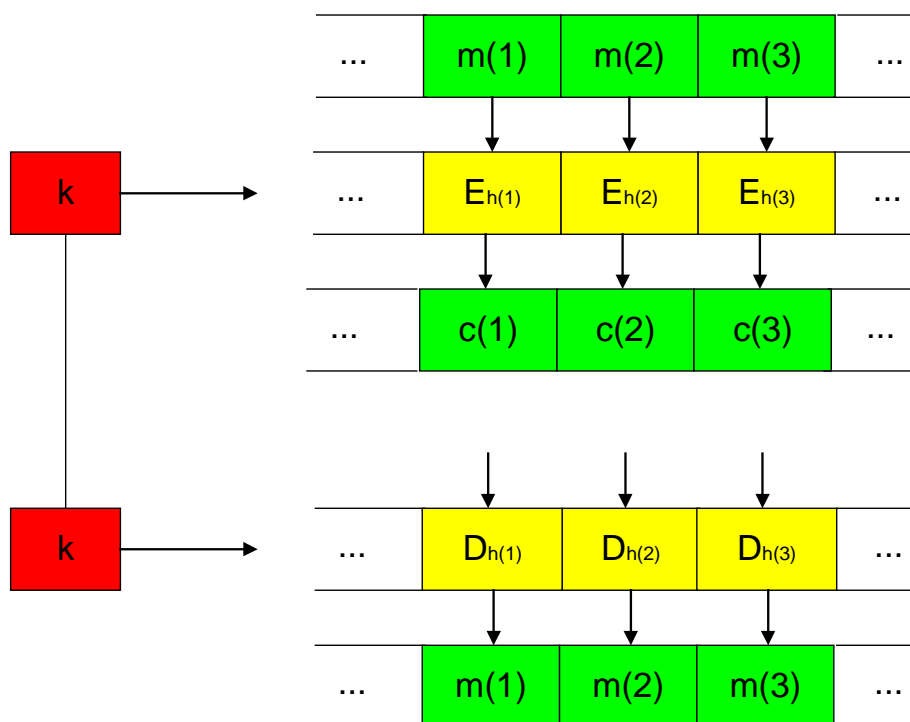 ... m(1) m(2) m(3) ...
k ... Eh(1) Eh(2) Eh(3) ...
... c(1) c(2) c(3) ...
k ... Dh(1) Dh(2) Dh(3) ...
... m(1) m(2) m(3) ...